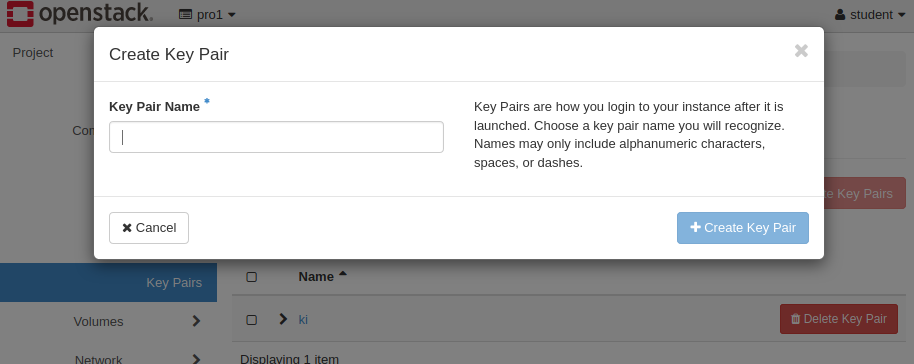 openstack. pro1 student
Project
Create Key Pair
Key Pair Name *
Key Pairs are how you login to your instance after it is
launched. Choose a key pair name you will recognize.
Names may only include alphanumeric characters,
spaces, or dashes.
Com
te Key Pairs
Cancel
Create Key Pair
Key Pairs
Name
ki
Delete Key Pair
Volumes
Network
Displaying 1 item